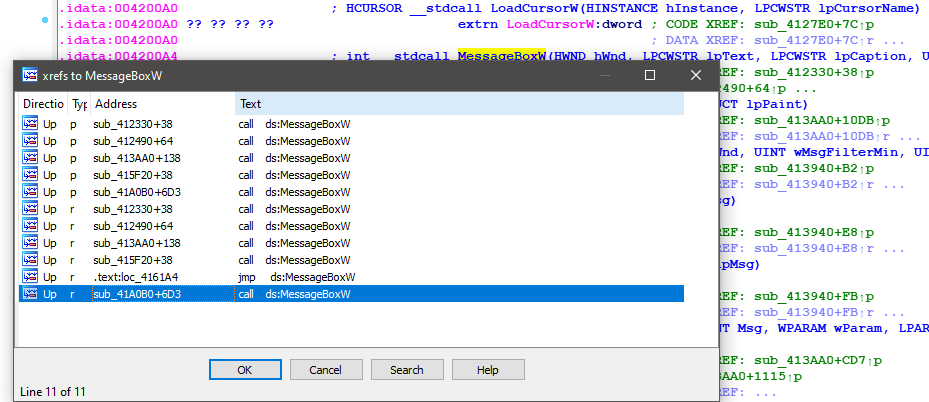 .idata:004200A0 ; HCURSOR __stdcall LoadCursorW(HINSTANCE hInstance, LPCWSTR lpCursorName)
.idata:004200A0 ?? ?? ?? ?? extrn LoadCursorW:dword ; CODE XREF: sub_4127E0+7C↑p
.idata:004200A0 ; DATA XREF: sub_4127E0+7C↑r ...
.idata:004200A4 ; int __stdcall MessageBoxW(HWND hWnd, LPCWSTR lpText, LPCWSTR lpCaption, U
xrefs to MessageBoxW
REF: sub_412330+38↑p
2490+64↑p ...
UCT lpPaint)
REF: sub_413AA0+10DB↑p
REF: sub_413AA0+10DB↑r ...
Wnd, UINT wMsgFilterMin, UI
REF: sub_413940+B2↑p
REF: sub_413940+B2↑r ...
sg)
REF: sub_413940+E8↑p
REF: sub_413940+E8↑r ...
pMsg)
REF: sub_413940+FB↑p
REF: sub_413940+FB↑r ...
NT Msg, WPARAM wParam, LPAR
REF: sub_413AA0+CD7↑p
3AA0+1115↑p
REF: ...
Directio Typ Address Text
Up p sub_412330+38 call ds:MessageBoxW
Up p sub_412490+64 call ds:MessageBoxW
Up p sub_413AA0+138 call ds:MessageBoxW
Up p sub_415F20+38 call ds:MessageBoxW
Up p sub_41A0B0+6D3 call ds:MessageBoxW
Up r sub_412330+38 call ds:MessageBoxW
Up r sub_412490+64 call ds:MessageBoxW
Up r sub_413AA0+138 call ds:MessageBoxW
Up r sub_415F20+38 call ds:MessageBoxW
Up r .text:loc_4161A4 jmp ds:MessageBoxW
Up r sub_41A0B0+6D3 call ds:MessageBoxW
OK Cancel Search Help
Line 11 of 11